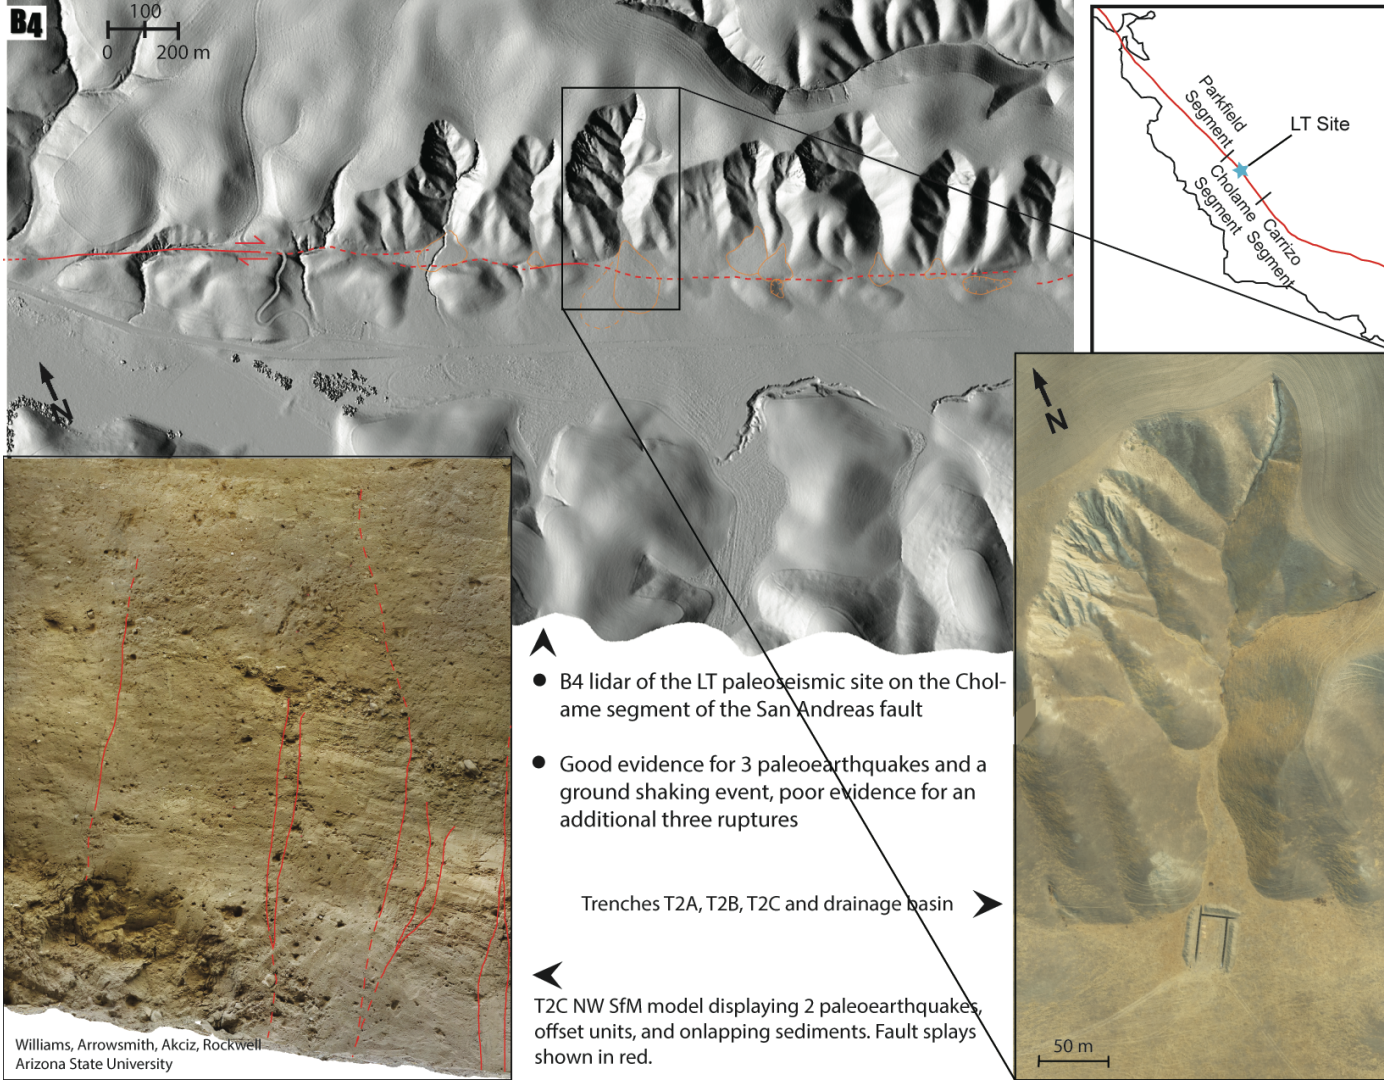 B4
100
0 200 m
N
Parkfield
Segment
LT Site
Cholame
Segment
Carrizo
Segment
N
● B4 lidar of the LT paleoseismic site on the Chol-
ame segment of the San Andreas fault
● Good evidence for 3 paleoearthquakes and a
ground shaking event, poor evidence for an
additional three ruptures
Trenches T2A, T2B, T2C and drainage basin
T2C NW SfM model displaying 2 paleoearthquakes,
offset units, and onlapping sediments. Fault splays
shown in red.
Williams, Arrowsmith, Akciz, Rockwell
Arizona State University
50 m